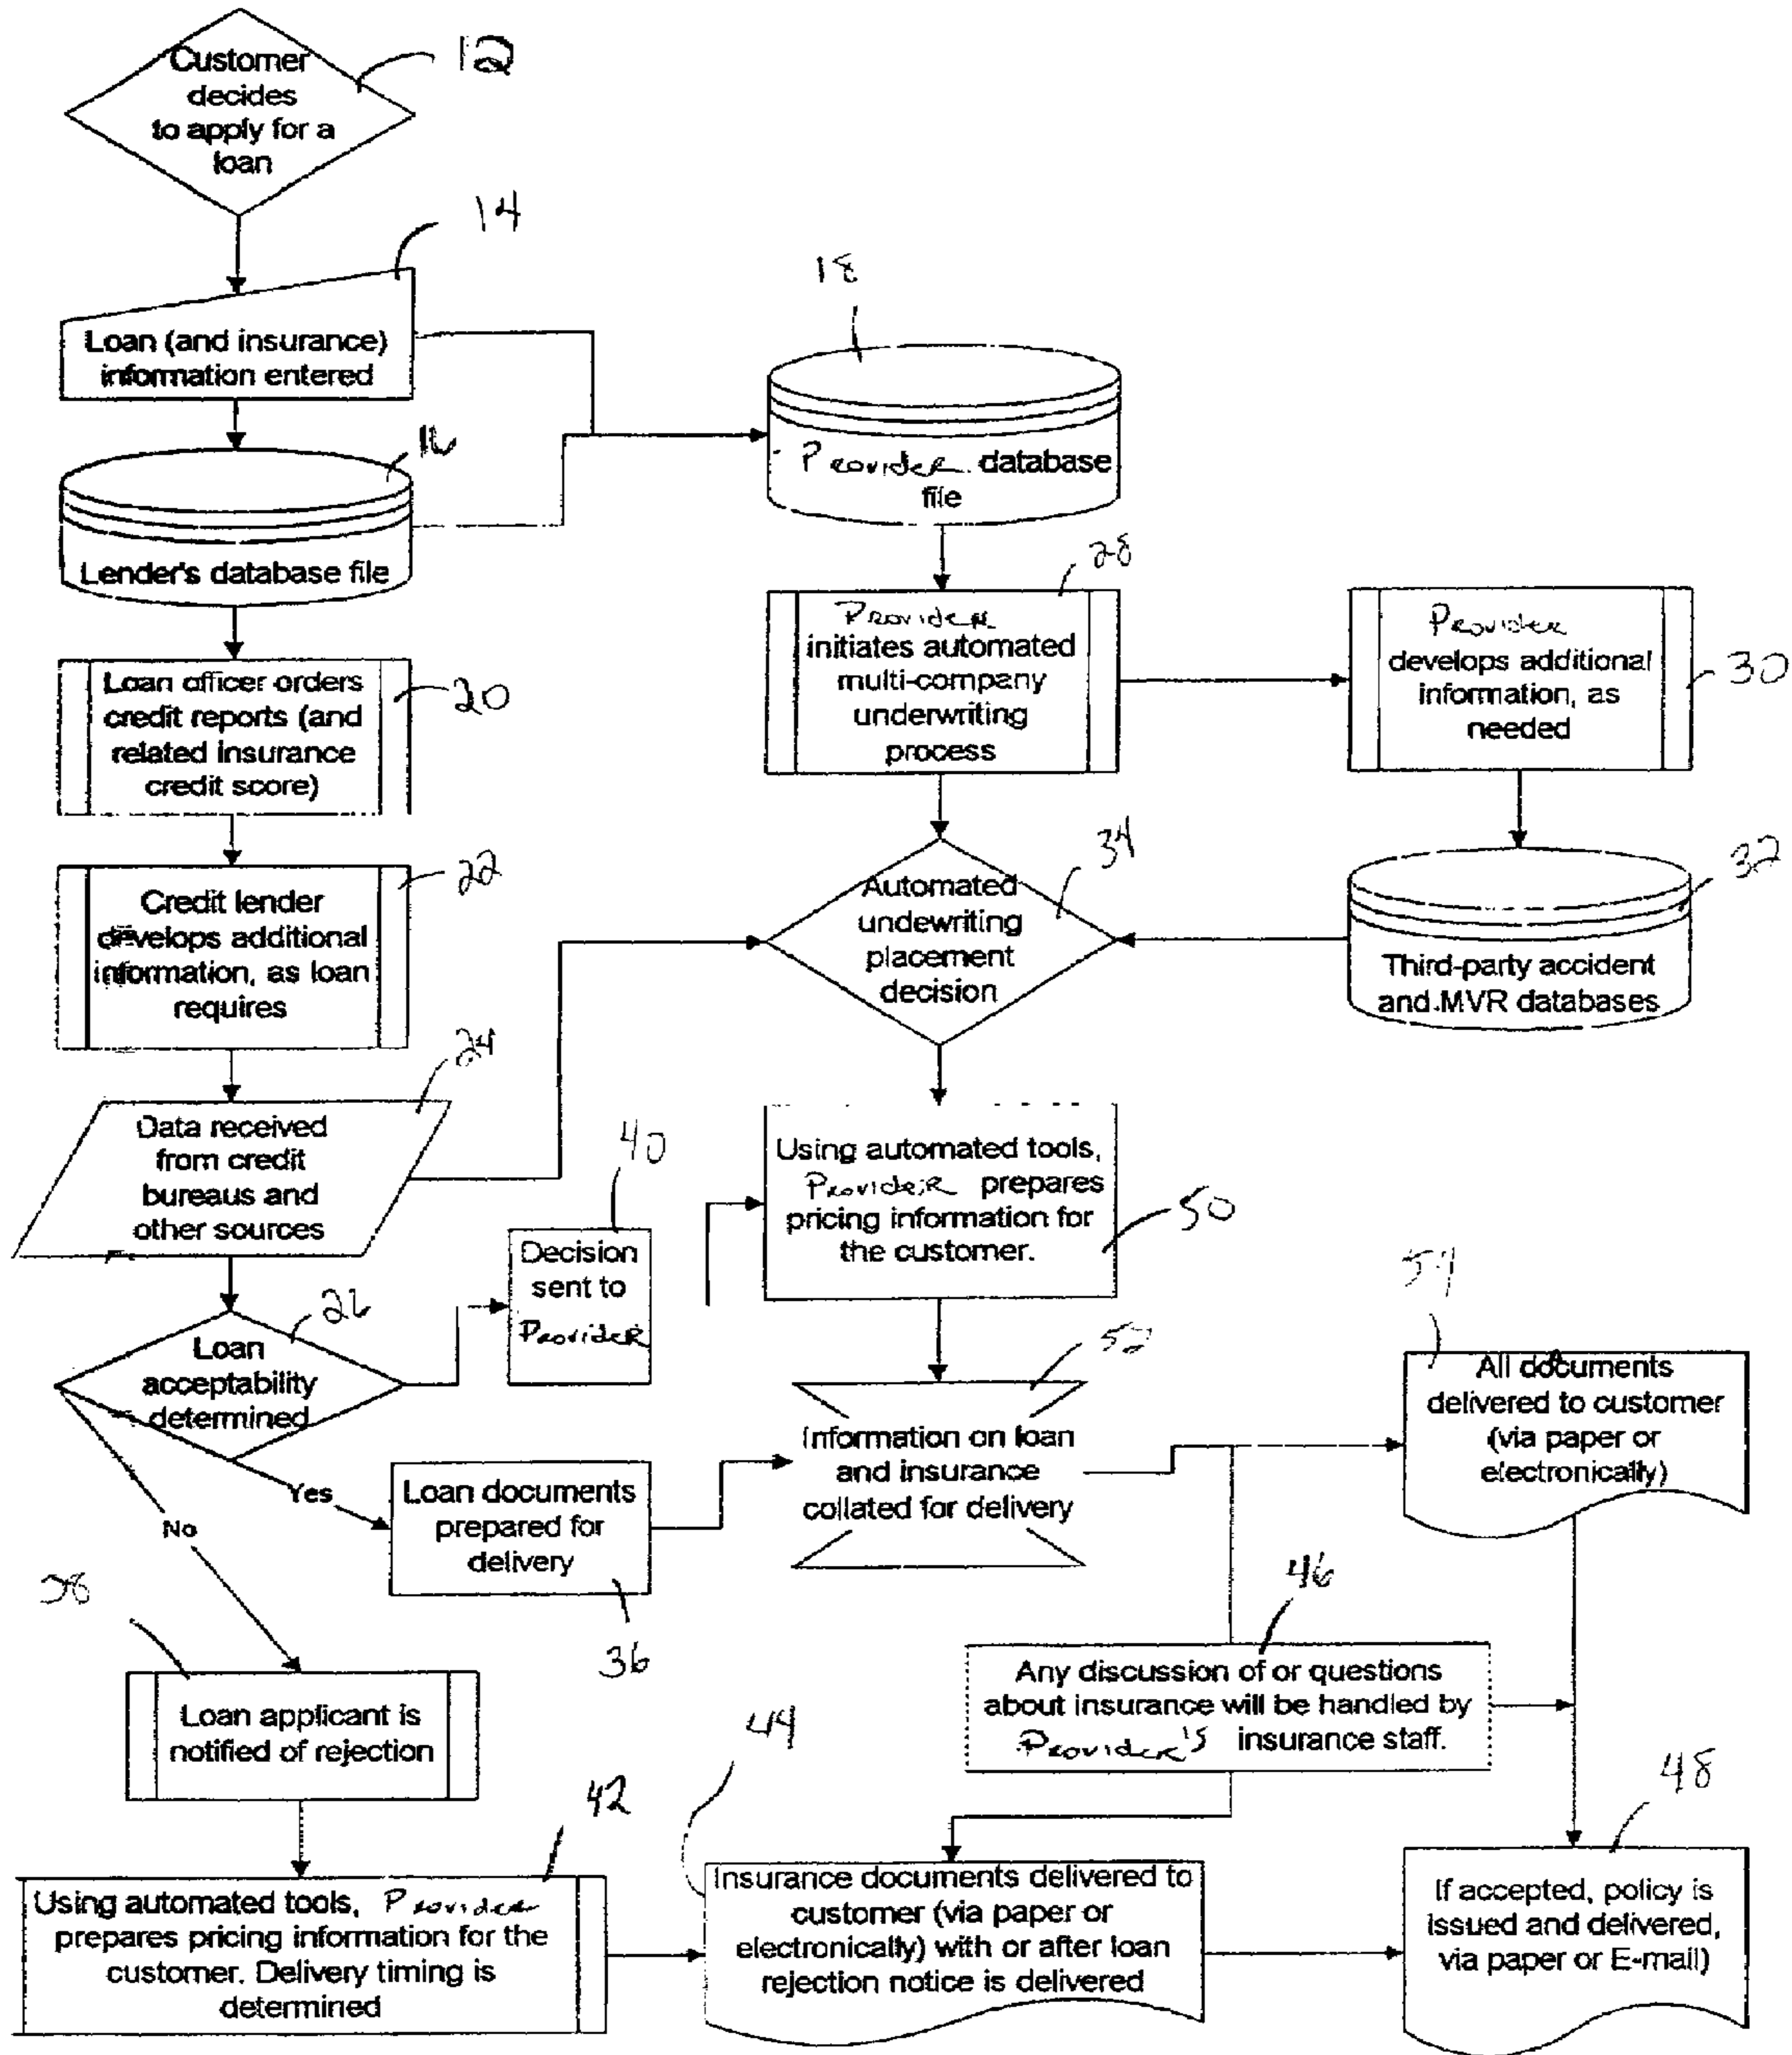 Customer
decides
to apply for a
loan
12
14
Loan (and insurance)
information entered
16
Lender's database file
18
Provider database
file
Loan officer orders
credit reports (and
related insurance
credit score)
20
28
Provider
initiates automated
multi-company
underwriting
process
Provider
develops additional
information, as
needed
30
Credit lender
develops additional
information, as loan
requires
22
34
Automated
undewriting
placement
decision
32
Third-party accident
and MVR databases
24
Data received
from credit
bureaus and
other sources
40
Decision
sent to
Provider
Using automated tools,
Provider prepares
pricing information for
the customer.
50
26
Loan
acceptability
determined
Yes
No
Loan documents
prepared for
delivery
36
52
Information on loan
and insurance
collated for delivery
54
All documents
delivered to customer
(via paper or
electronically)
38
Loan applicant is
notified of rejection
46
Any discussion of or questions
about insurance will be handled by
Provider's insurance staff.
42
Using automated tools, Provider
prepares pricing information for the
customer. Delivery timing is
determined
44
Insurance documents delivered to
customer (via paper or
electronically) with or after loan
rejection notice is delivered
48
If accepted, policy is
issued and delivered,
via paper or E-mail)